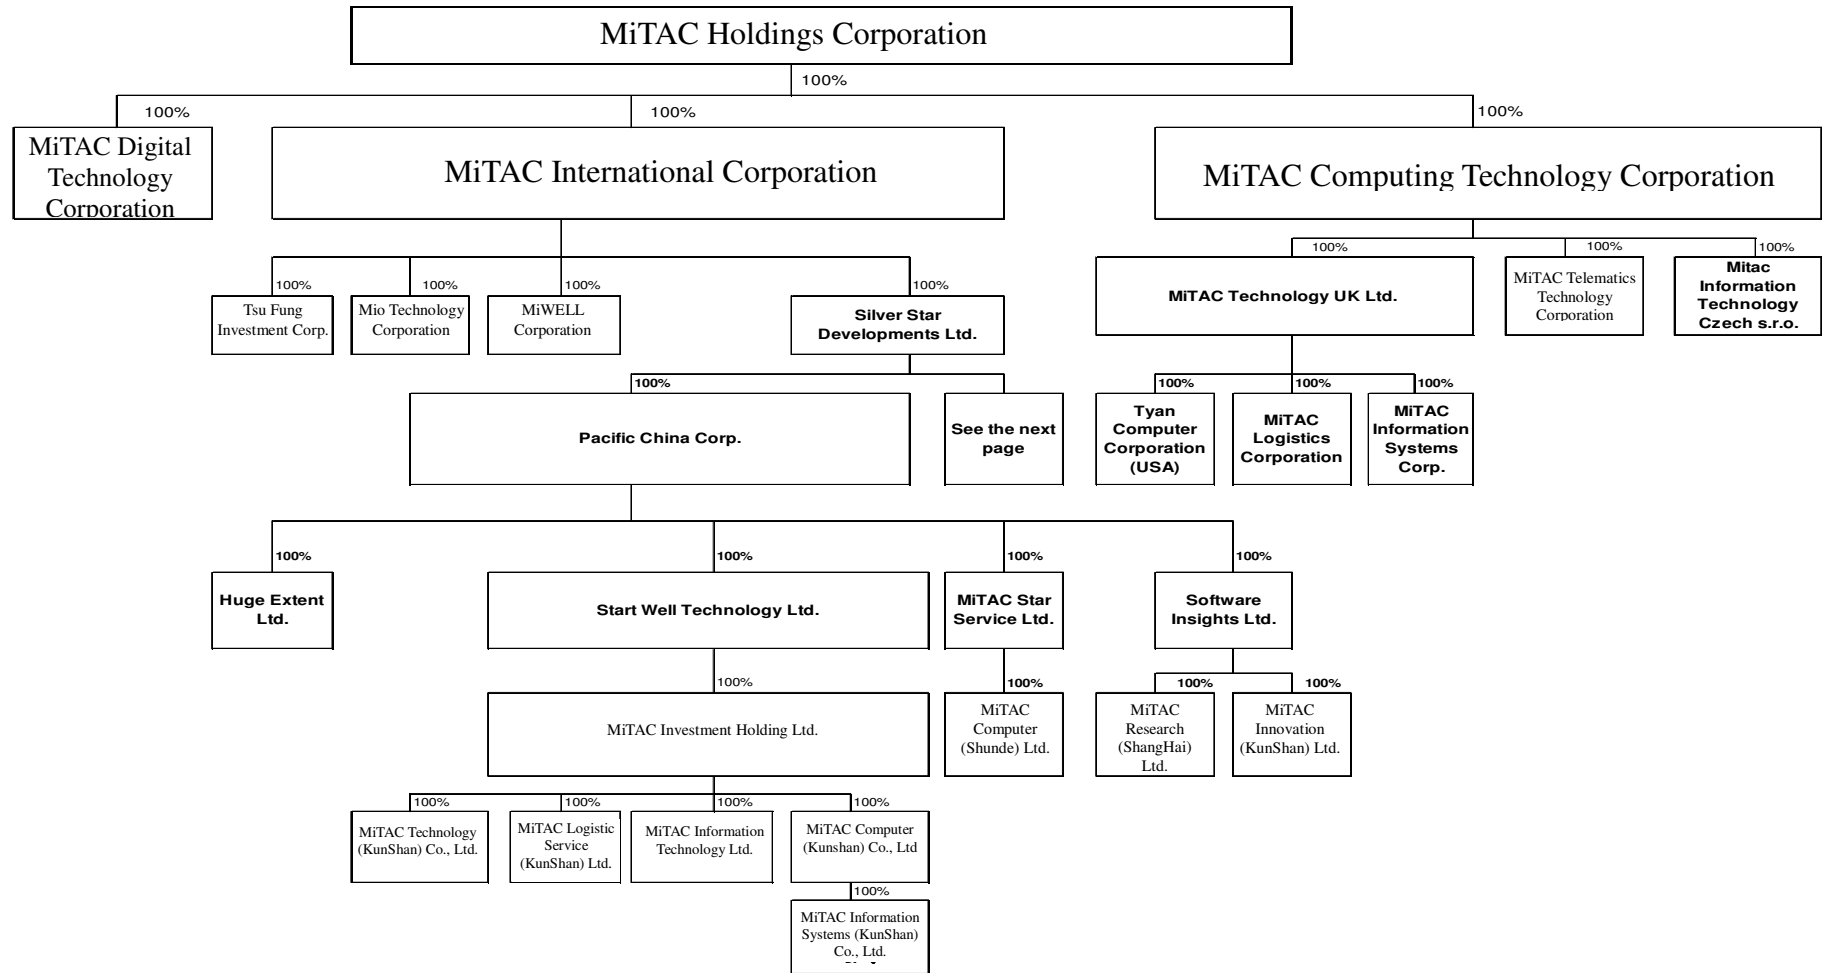 MiTAC Holdings Corporation
100%
100%
100%
100%
MiTAC Digital
Technology
Corporation
MiTAC International Corporation
MiTAC Computing Technology Corporation
100%
100%
100%
100%
100%
100%
100%
Tsu Fung
Investment Corp.
Mio Technology
Corporation
MiWELL
Corporation
Silver Star
Developments Ltd.
MiTAC Technology UK Ltd.
MiTAC Telematics
Technology
Corporation
Mitac
Information
Technology
Czech s.r.o.
100%
100%
100%
100%
Pacific China Corp.
See the next
page
Tyan
Computer
Corporation
(USA)
MiTAC
Logistics
Corporation
MiTAC
Information
Systems
Corp.
100%
100%
100%
100%
Huge Extent
Ltd.
Start Well Technology Ltd.
MiTAC Star
Service Ltd.
Software
Insights Ltd.
100%
100%
100%
100%
MiTAC Investment Holding Ltd.
MiTAC
Computer
(Shunde) Ltd.
MiTAC
Research
(ShangHai)
Ltd.
MiTAC
Innovation
(KunShan) Ltd.
100%
100%
100%
100%
MiTAC Technology
(KunShan) Co., Ltd.
MiTAC Logistic
Service
(KunShan) Ltd.
MiTAC Information
Technology Ltd.
MiTAC Computer
(Kunshan) Co., Ltd
100%
MiTAC Information
Systems (KunShan)
Co., Ltd.